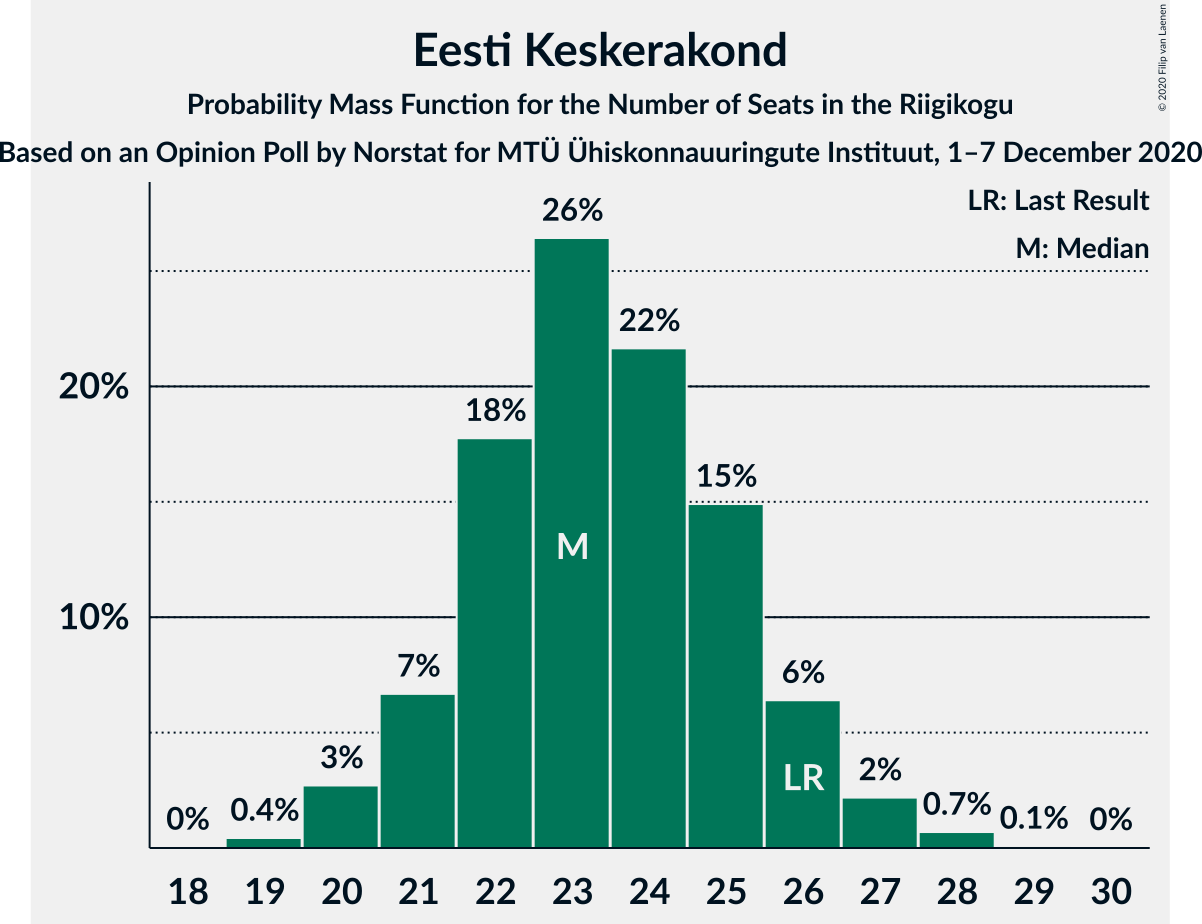 Eesti Keskerakond
Probability Mass Function for the Number of Seats in the Riigikogu
Based on an Opinion Poll by Norstat for MTÜ Ühiskonnauuringute Instituut, 1–7 December 2020
© 2020 Filip van Laenen
LR: Last Result
M: Median
26%
22%
20%
18%
15%
M
10%
7%
6%
3%
LR
2%
0%
0.4%
0.7%
0.1%
0%
18 19 20 21 22 23 24 25 26 27 28 29 30